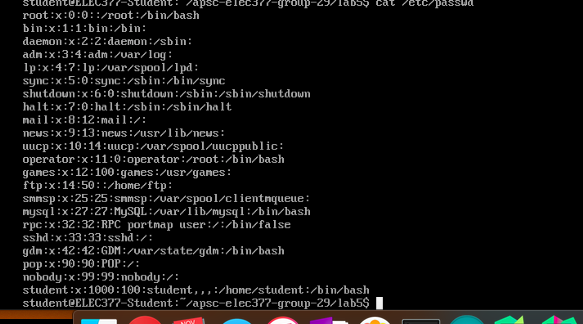 student@ELEC377-Student:~/apsc-elec377-group-29/lab5$ cat /etc/passwd
root:x:0:0::/root:/bin/bash
bin:x:1:1:bin:/bin:
daemon:x:2:2:daemon:/sbin:
adm:x:3:4:adm:/var/log:
lp:x:4:7:lp:/var/spool/lpd:
sync:x:5:0:sync:/sbin:/bin/sync
shutdown:x:6:0:shutdown:/sbin:/sbin/shutdown
halt:x:7:0:halt:/sbin:/sbin/halt
mail:x:8:12:mail:/:
news:x:9:13:news:/usr/lib/news:
uucp:x:10:14:uucp:/var/spool/uucppublic:
operator:x:11:0:operator:/root:/bin/bash
games:x:12:100:games:/usr/games:
ftp:x:14:50::/home/ftp:
smmsp:x:25:25:smmsp:/var/spool/clientmqueue:
mysql:x:27:27:MySQL:/var/lib/mysql:/bin/bash
rpc:x:32:32:RPC portmap user:/:/bin/false
sshd:x:33:33:sshd:/:
gdm:x:42:42:GDM:/var/state/gdm:/bin/bash
pop:x:90:90:POP:/:
nobody:x:99:99:nobody:/:
student:x:1000:100:student,,,:/home/student:/bin/bash
student@ELEC377-Student:~/apsc-elec377-group-29/lab5$
NOV